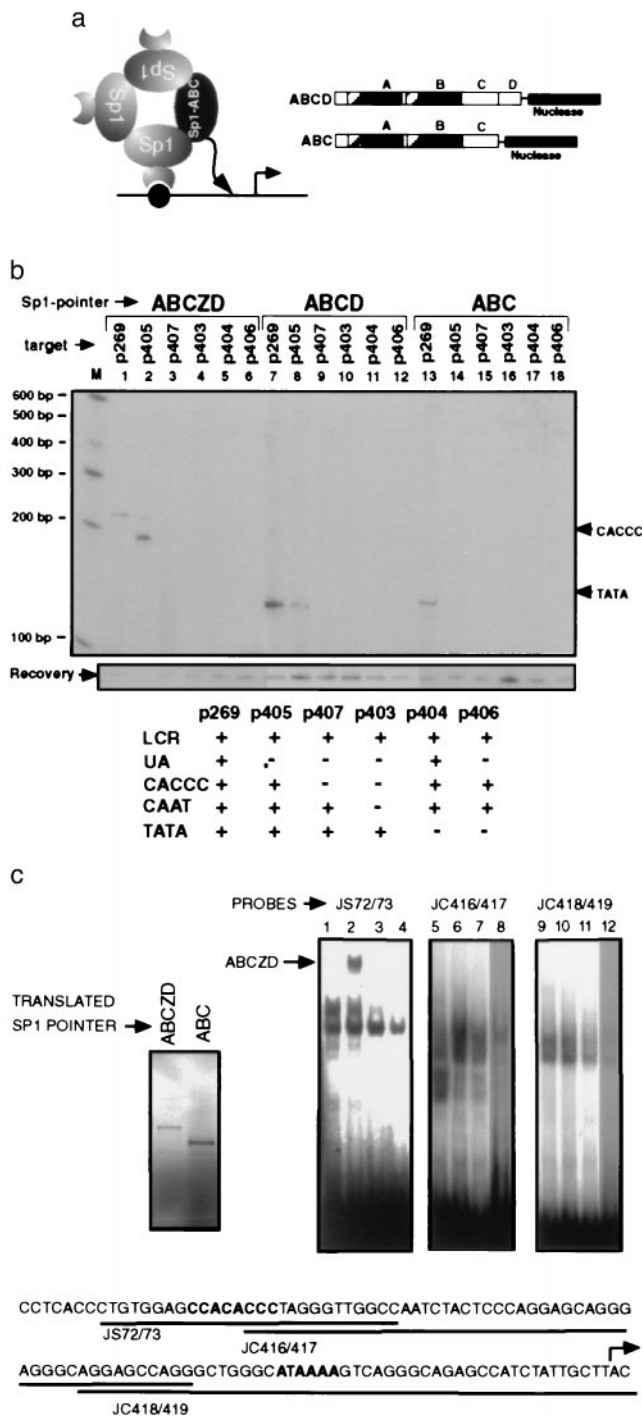 a
Sp1
Sp1
Sp1-ABC
Sp1
A B C D
ABCD
Nuclease
A B C
ABC
Nuclease
b
Sp1-pointer ABCZD ABCD ABC
target p269 p405 p407 p403 p404 p406 p269 p405 p407 p403 p404 p406 p269 p405 p407 p403 p404 p406
M 1 2 3 4 5 6 7 8 9 10 11 12 13 14 15 16 17 18
600 bp –
500 bp –
400 bp –
300 bp –
200 bp –
CACCC
TATA
100 bp –
Recovery
p269 p405 p407 p403 p404 p406
LCR + + + + + +
UA + - - - + -
CACCC + + - - + +
CAAT + + + - + +
TATA + + + + - -
c
PROBES JS72/73 JC416/417 JC418/419
1 2 3 4 5 6 7 8 9 10 11 12
ABCZD
TRANSLATED
SP1 POINTER ABCZD ABC
CCTCACCCTGTGGAGCCACACCCTAGGGTTGGCCAATCTACTCCCAGGAGCAGGG
JS72/73 JC416/417
AGGGCAGGAGCCAGGGCTGGGCATAAAAGTCAGGGCAGAGCCATCTATTGCTTAC
JC418/419